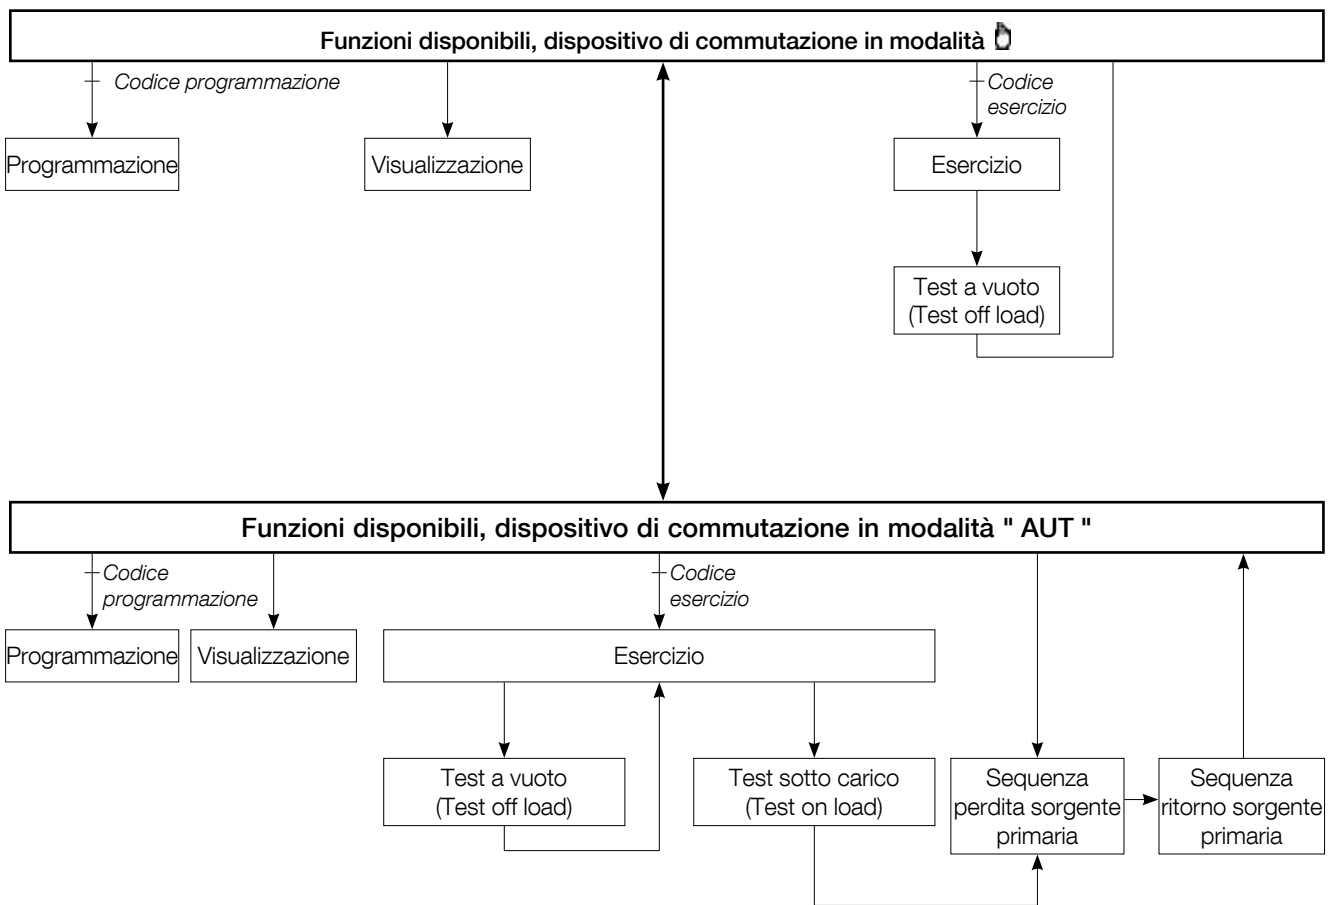 Funzioni disponibili, dispositivo di commutazione in modalità
Codice programmazione
Codice
esercizio
Programmazione
Visualizzazione
Esercizio
Test a vuoto
(Test off load)
Funzioni disponibili, dispositivo di commutazione in modalità " AUT "
Codice
programmazione
Codice
esercizio
Programmazione
Visualizzazione
Esercizio
Test a vuoto
(Test off load)
Test sotto carico
(Test on load)
Sequenza
perdita sorgente
primaria
Sequenza
ritorno sorgente
primaria